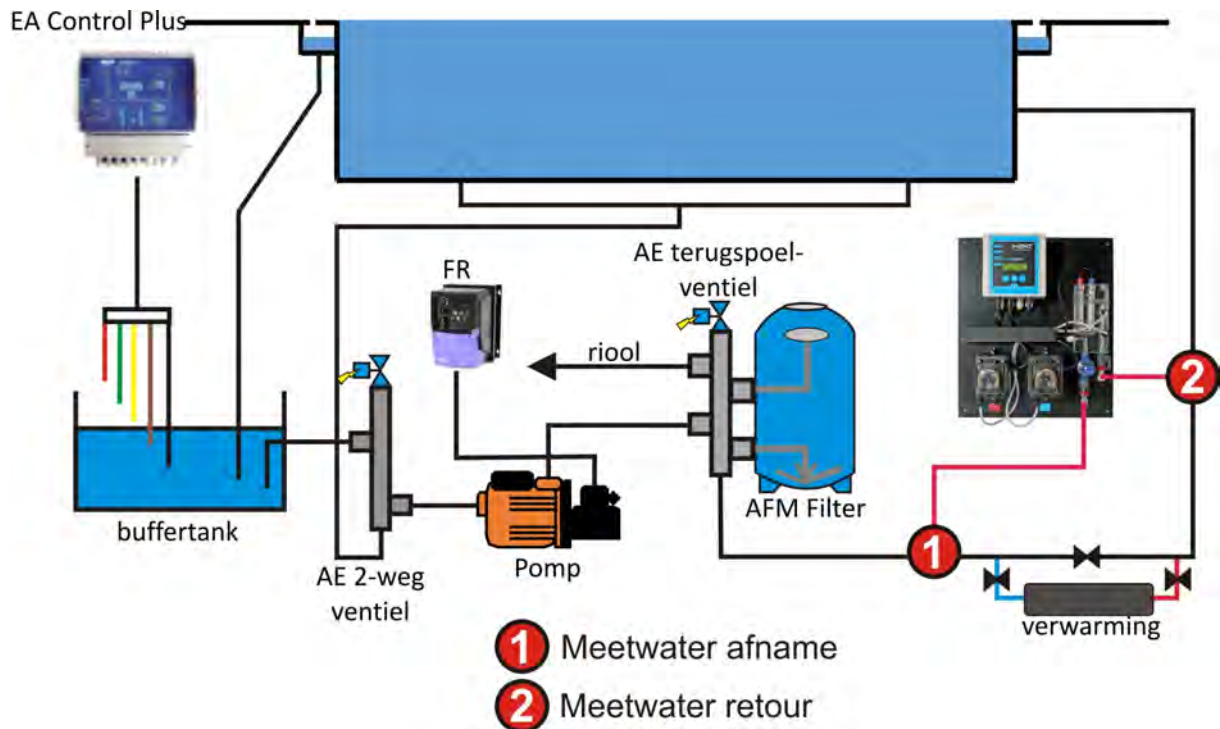 EA Control Plus
FR
AE terugspoel-
ventiel
riool
buffertank
AE 2-weg
ventiel
Pomp
AFM Filter
verwarming
2
1
1 Meetwater afname
2 Meetwater retour